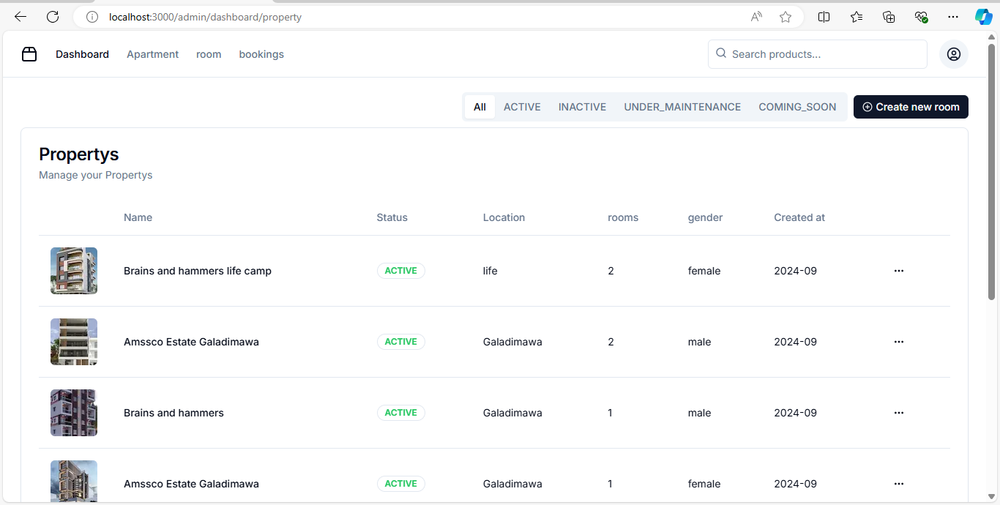 localhost:3000/admin/dashboard/property
Dashboard Apartment room bookings Search products...
All ACTIVE INACTIVE UNDER_MAINTENANCE COMING_SOON Create new room
Propertys
Manage your Propertys
Name Status Location rooms gender Created at
Brains and hammers life camp ACTIVE life 2 female 2024-09 ...
Amssco Estate Galadimawa ACTIVE Galadimawa 2 male 2024-09 ...
Brains and hammers ACTIVE Galadimawa 1 male 2024-09 ...
Amssco Estate Galadimawa ACTIVE Galadimawa 1 female 2024-09 ...